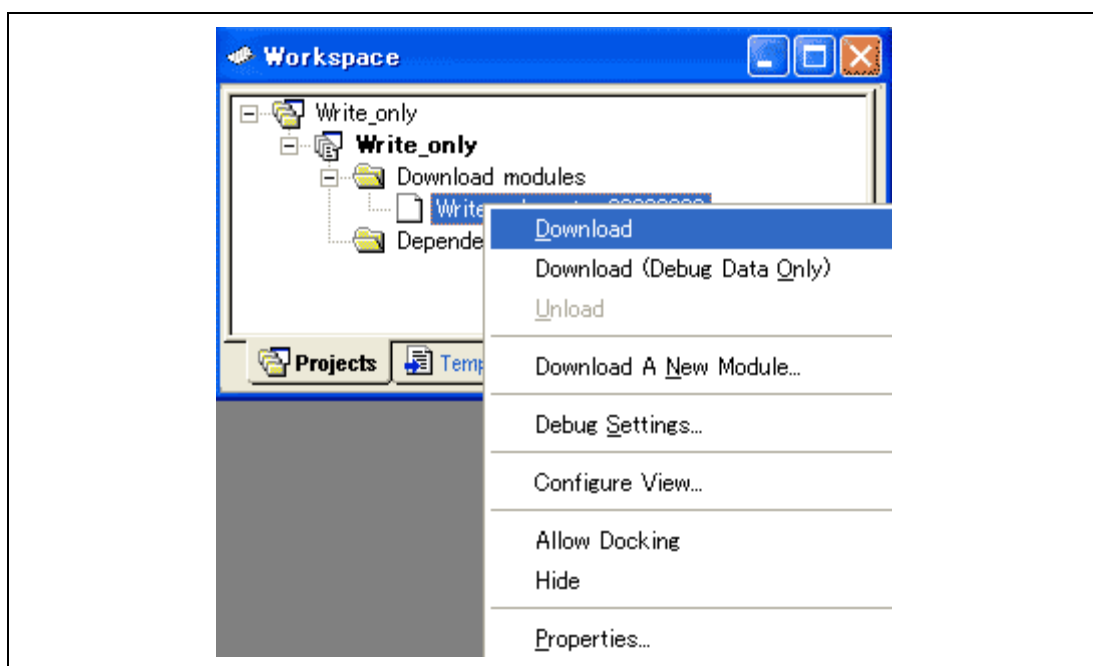 Workspace
Write_only
Write_only
Download modules
Download
Download (Debug Data Only)
Unload
Projects
Download A New Module...
Debug Settings...
Configure View...
Allow Docking
Hide
Properties...